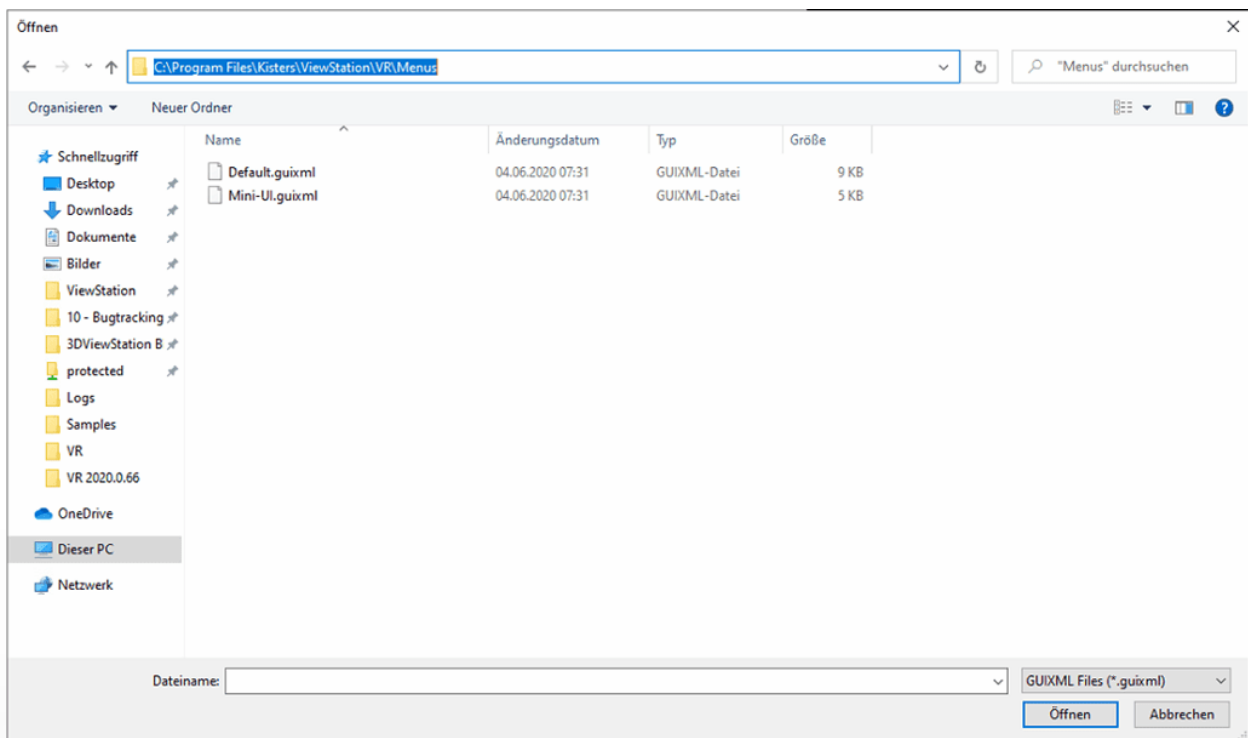 Öffnen
C:\Program Files\Kisters\ViewStation\VR\Menus
"Menus" durchsuchen
Organisieren
Neuer Ordner
Name
Änderungsdatum
Typ
Größe
Schnellzugriff
Desktop
Downloads
Dokumente
Bilder
ViewStation
10 - Bugtracking
3DViewStation B
protected
Logs
Samples
VR
VR 2020.0.66
OneDrive
Dieser PC
Netzwerk
Default.guixml 04.06.2020 07:31 GUIXML-Datei 9 KB
Mini-UI.guixml 04.06.2020 07:31 GUIXML-Datei 5 KB
Dateiname:
GUIXML Files (*.guixml)
Öffnen
Abbrechen